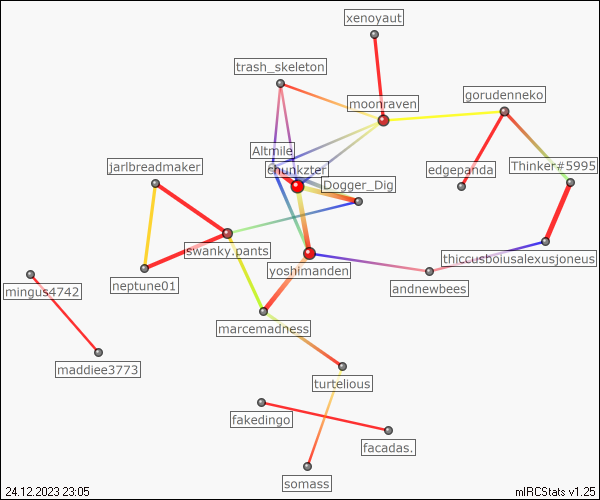 xenoyaut
trash_skeleton
moonraven
gorudenneko
Altmile
chunkzter
edgepanda
Thinker#5995
jarlbreadmaker
Dogger_Dig
swanky.pants
thiccusboiusalexusjoneus
yoshimanden
mingus4742
neptune01
andnewbees
marcemadness
maddiee3773
turtelious
fakedingo
facadas.
somass
24.12.2023 23:05
mIRCStats v1.25